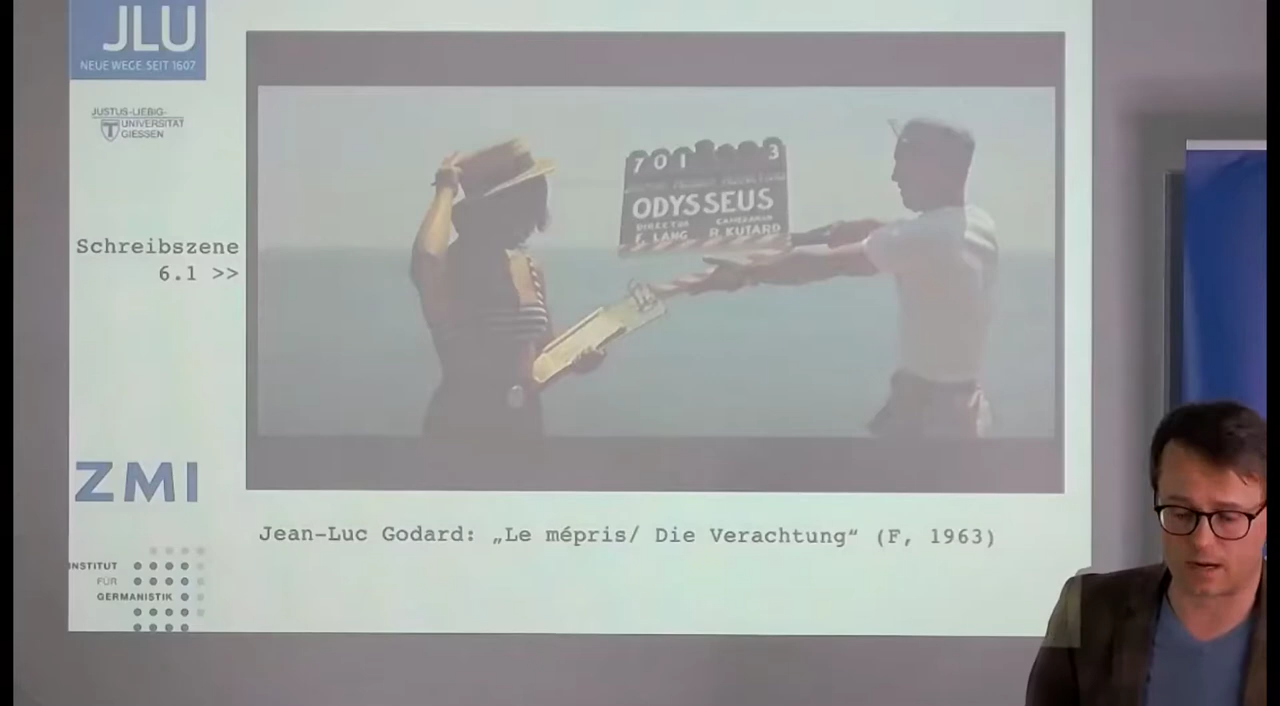 JLU
NEUE WEGE. SEIT 1607
JUSTUS-LIEBIG-
UNIVERSITÄT
GIESSEN
Schreibszene
6.1 >>
701 3
ODYSSEUS
DIRECTOR CAMERAMAN
F. LANG R. KUTARD
ZMI
Jean-Luc Godard: „Le mépris/ Die Verachtung“ (F, 1963)
INSTITUT
FÜR
GERMANISTIK